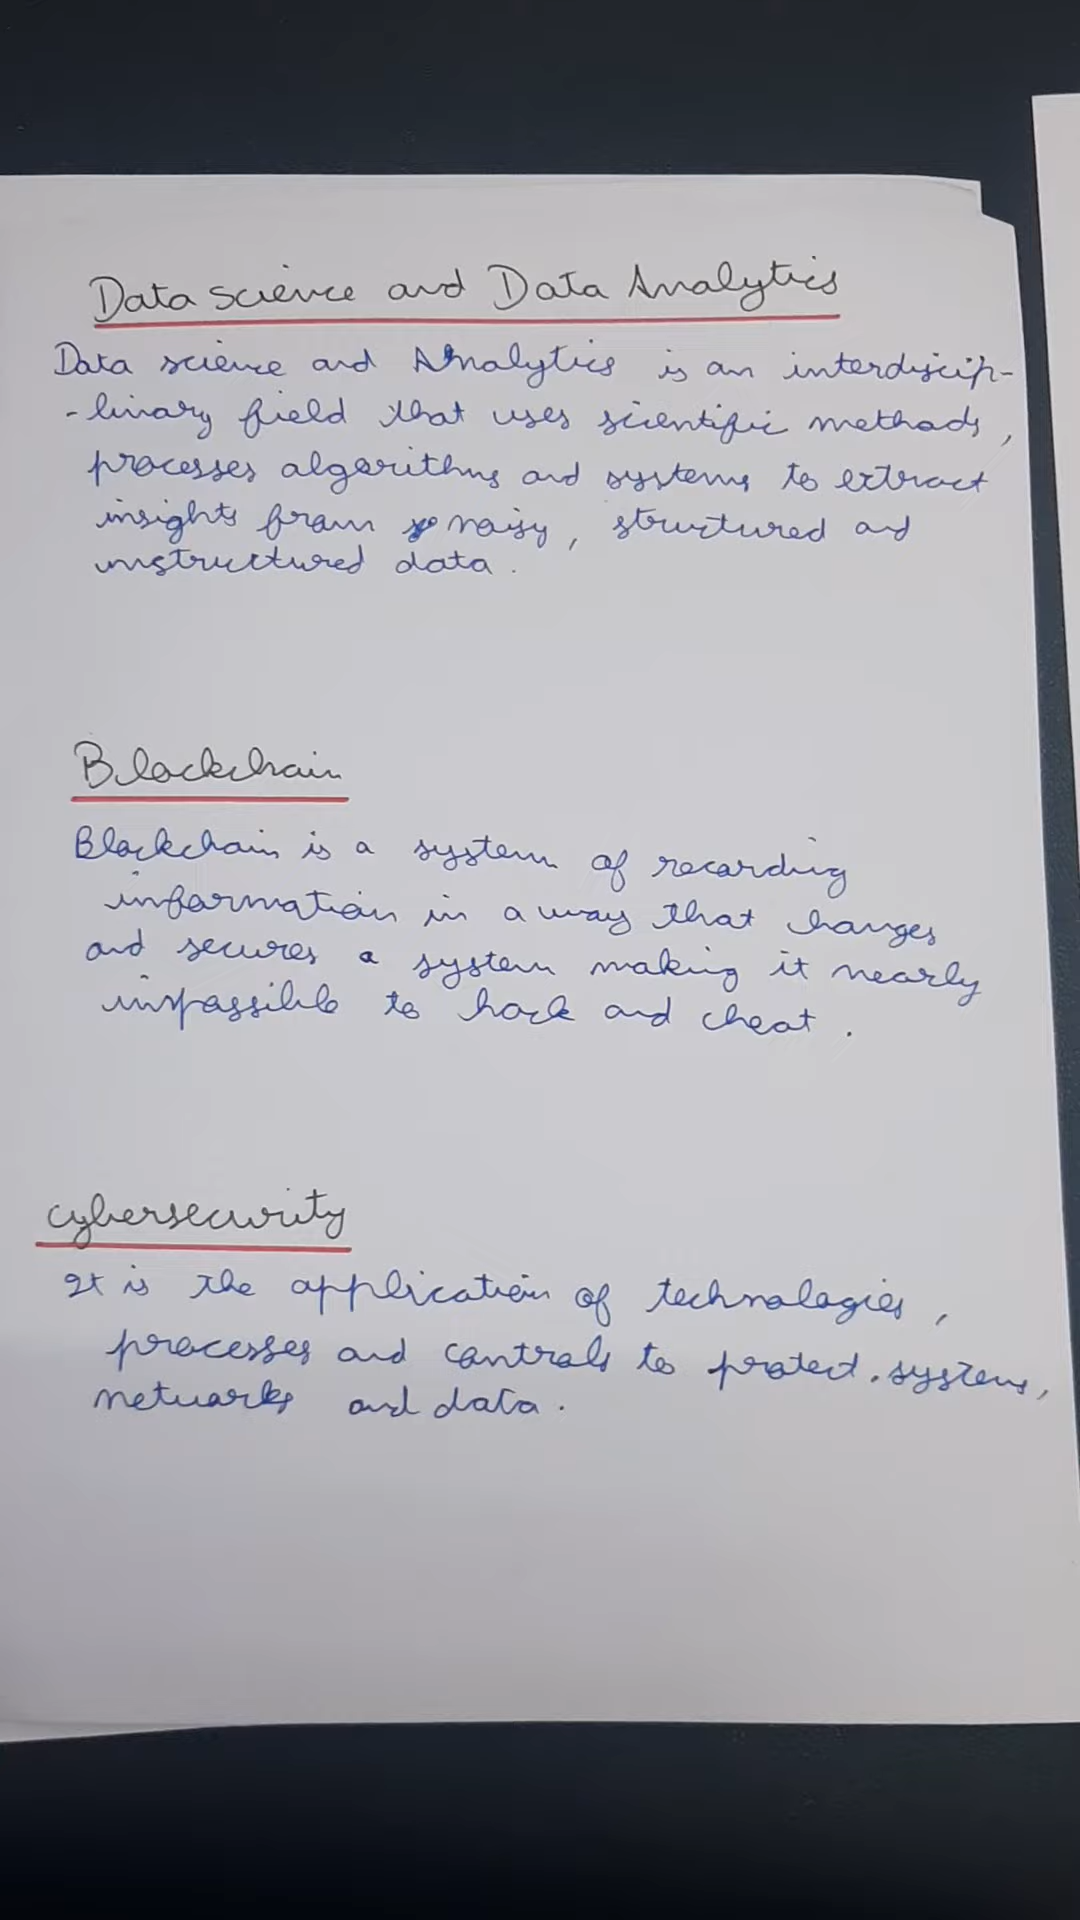 Data science and Data Analytics
Data science and Analytics is an interdiscip-
-linary field that uses scientific methods,
processes algorithms and systems to extract
insights from noisy, structured and
unstructured data.
Blockchain
Blockchain is a system of recording
information in a way that changes
and secures a system making it nearly
impossible to hack and cheat.
cybersecurity
It is the application of technologies,
processes and controls to protect. systems,
networks and data.